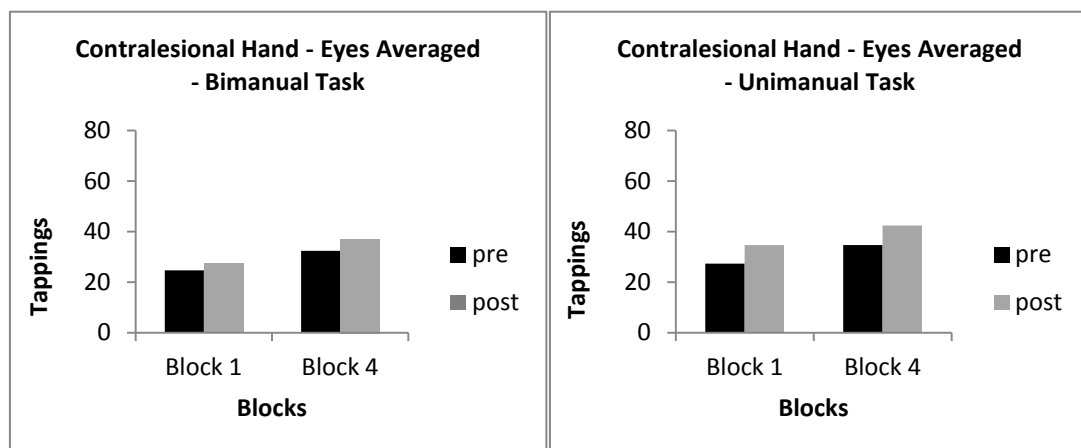 Contralesional Hand - Eyes Averaged
- Bimanual Task
80
60
40
20
0
Tappings
Block 1 Block 4
Blocks
pre
post
Contralesional Hand - Eyes Averaged
- Unimanual Task
80
60
40
20
0
Tappings
Block 1 Block 4
Blocks
pre
post